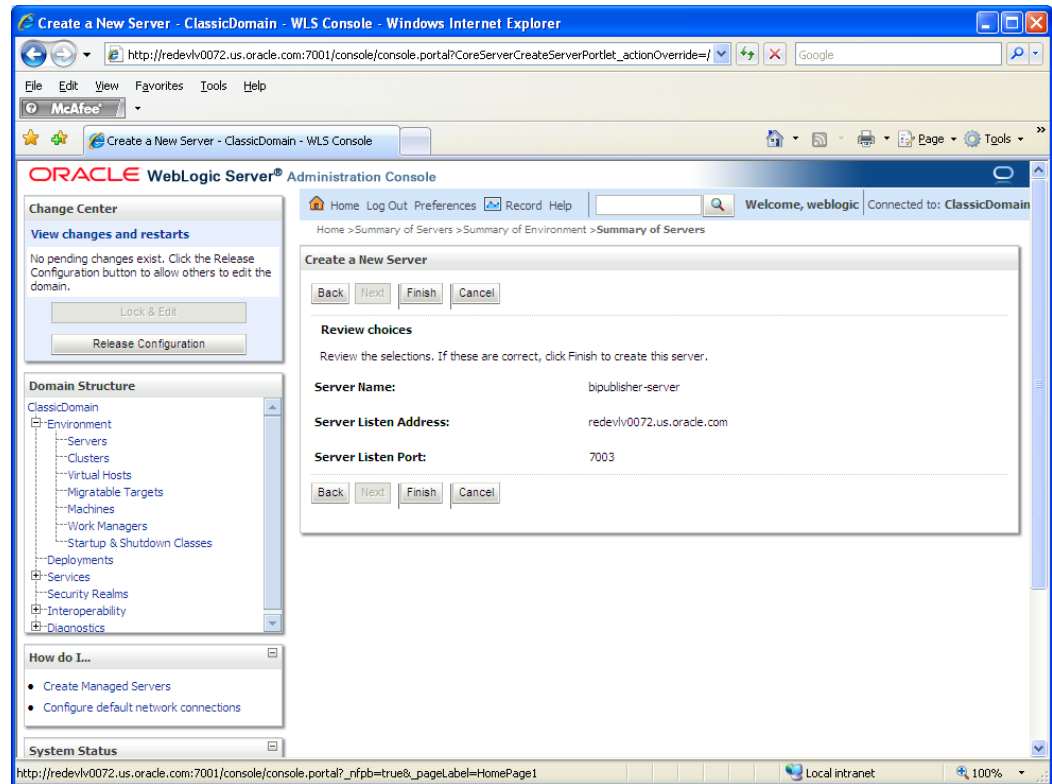 Create a New Server - ClassicDomain - WLS Console - Windows Internet Explorer
http://redevlv0072.us.oracle.com:7001/console/console.portal?CoreServerCreateServerPortlet_actionOverride=/
Google
File Edit View Favorites Tools Help
McAfee
Create a New Server - ClassicDomain - WLS Console
Page Tools »
ORACLE WebLogic Server® Administration Console
Change Center
View changes and restarts
No pending changes exist. Click the Release
Configuration button to allow others to edit the
domain.
Lock & Edit
Release Configuration
Domain Structure
ClassicDomain
Environment
Servers
Clusters
Virtual Hosts
Migratable Targets
Machines
Work Managers
Startup & Shutdown Classes
Deployments
Services
Security Realms
Interoperability
Diagnostics
How do I...
Create Managed Servers
Configure default network connections
System Status
Home Log Out Preferences Record Help
Welcome, weblogic Connected to: ClassicDomain
Home >Summary of Servers >Summary of Environment >Summary of Servers
Create a New Server
Back Next Finish Cancel
Review choices
Review the selections. If these are correct, click Finish to create this server.
Server Name: bipublisher-server
Server Listen Address: redevlv0072.us.oracle.com
Server Listen Port: 7003
Back Next Finish Cancel
http://redevlv0072.us.oracle.com:7001/console/console.portal?_nfpb=true&_pageLabel=HomePage1
Local intranet
100%